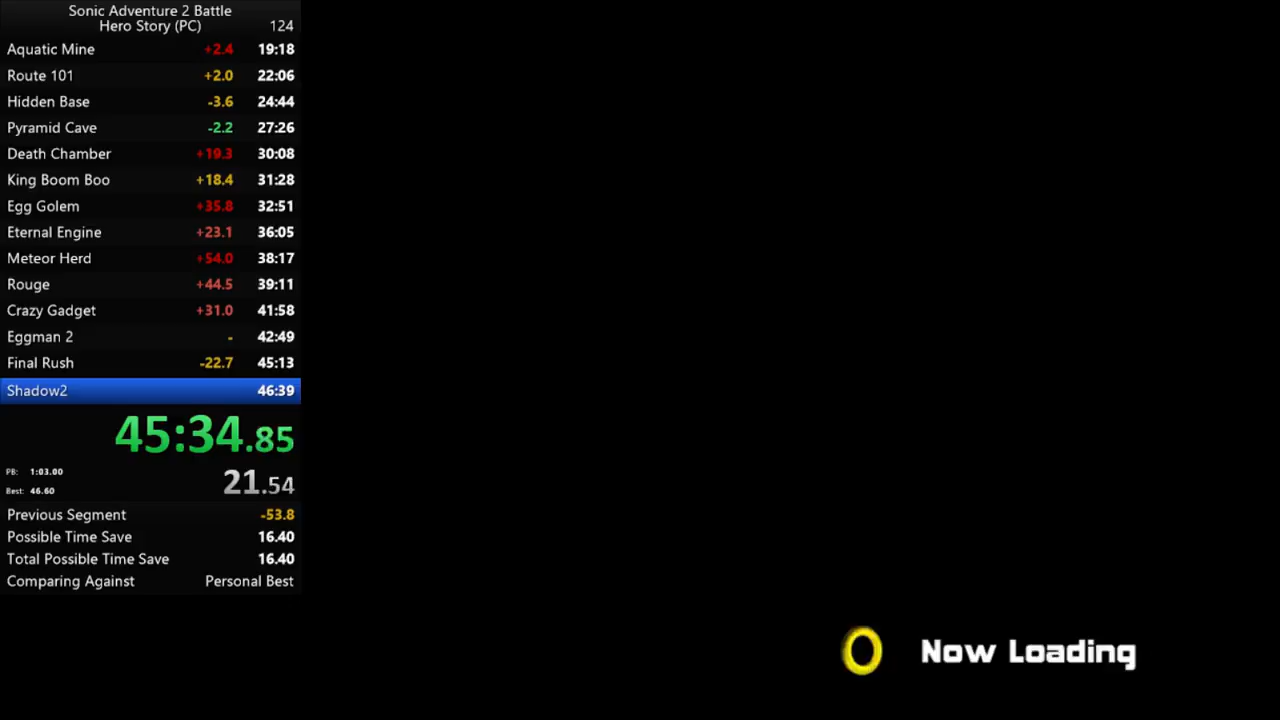 Sonic Adventure 2 Battle
Hero Story (PC) 124
Aquatic Mine +2.4 19:18
Route 101 +2.0 22:06
Hidden Base -3.6 24:44
Pyramid Cave -2.2 27:26
Death Chamber +19.3 30:08
King Boom Boo +18.4 31:28
Egg Golem +35.8 32:51
Eternal Engine +23.1 36:05
Meteor Herd +54.0 38:17
Rouge +44.5 39:11
Crazy Gadget +31.0 41:58
Eggman 2 - 42:49
Final Rush -22.7 45:13
Shadow2 46:39
45:34.85
PB: 1:03.00
Best: 46.60
21.54
Previous Segment -53.8
Possible Time Save 16.40
Total Possible Time Save 16.40
Comparing Against Personal Best
Now Loading